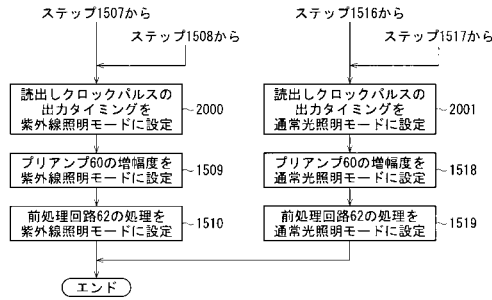 ステップ1507から
ステップ1508から
読出しクロックパルスの
出力タイミングを
紫外線照明モードに設定
2000
プリアンプ60の増幅度を
紫外線照明モードに設定
1509
前処理回路62の処理を
紫外線照明モードに設定
1510
ステップ1516から
ステップ1517から
読出しクロックパルスの
出力タイミングを
通常光照明モードに設定
2001
プリアンプ60の増幅度を
通常光照明モードに設定
1518
前処理回路62の処理を
通常光照明モードに設定
1519
エンド